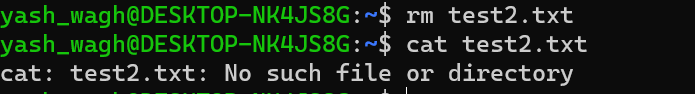 yash_wagh@DESKTOP-NK4JS8G:~$ rm test2.txt
yash_wagh@DESKTOP-NK4JS8G:~$ cat test2.txt
cat: test2.txt: No such file or directory